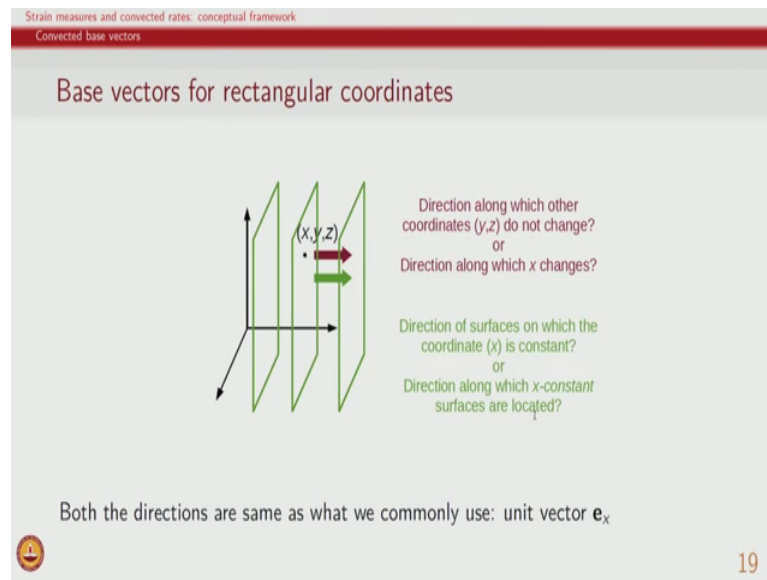 Strain measures and convected rates: conceptual framework
Convected base vectors
Base vectors for rectangular coordinates
(x,y,z)
Direction along which other
coordinates (y,z) do not change?
or
Direction along which x changes?
Direction of surfaces on which the
coordinate (x) is constant?
or
Direction along which x-constant
surfaces are located?
Both the directions are same as what we commonly use: unit vector eₓ
19